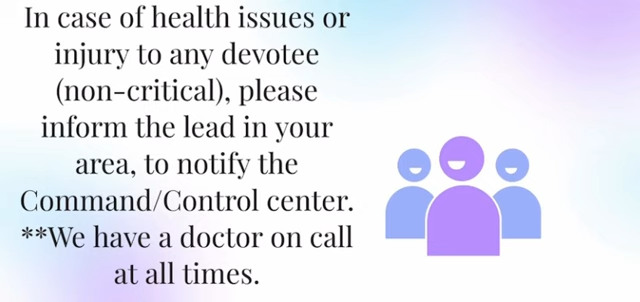 In case of health issues or
injury to any devotee
(non-critical), please
inform the lead in your
area, to notify the
Command/Control center.
**We have a doctor on call
at all times.